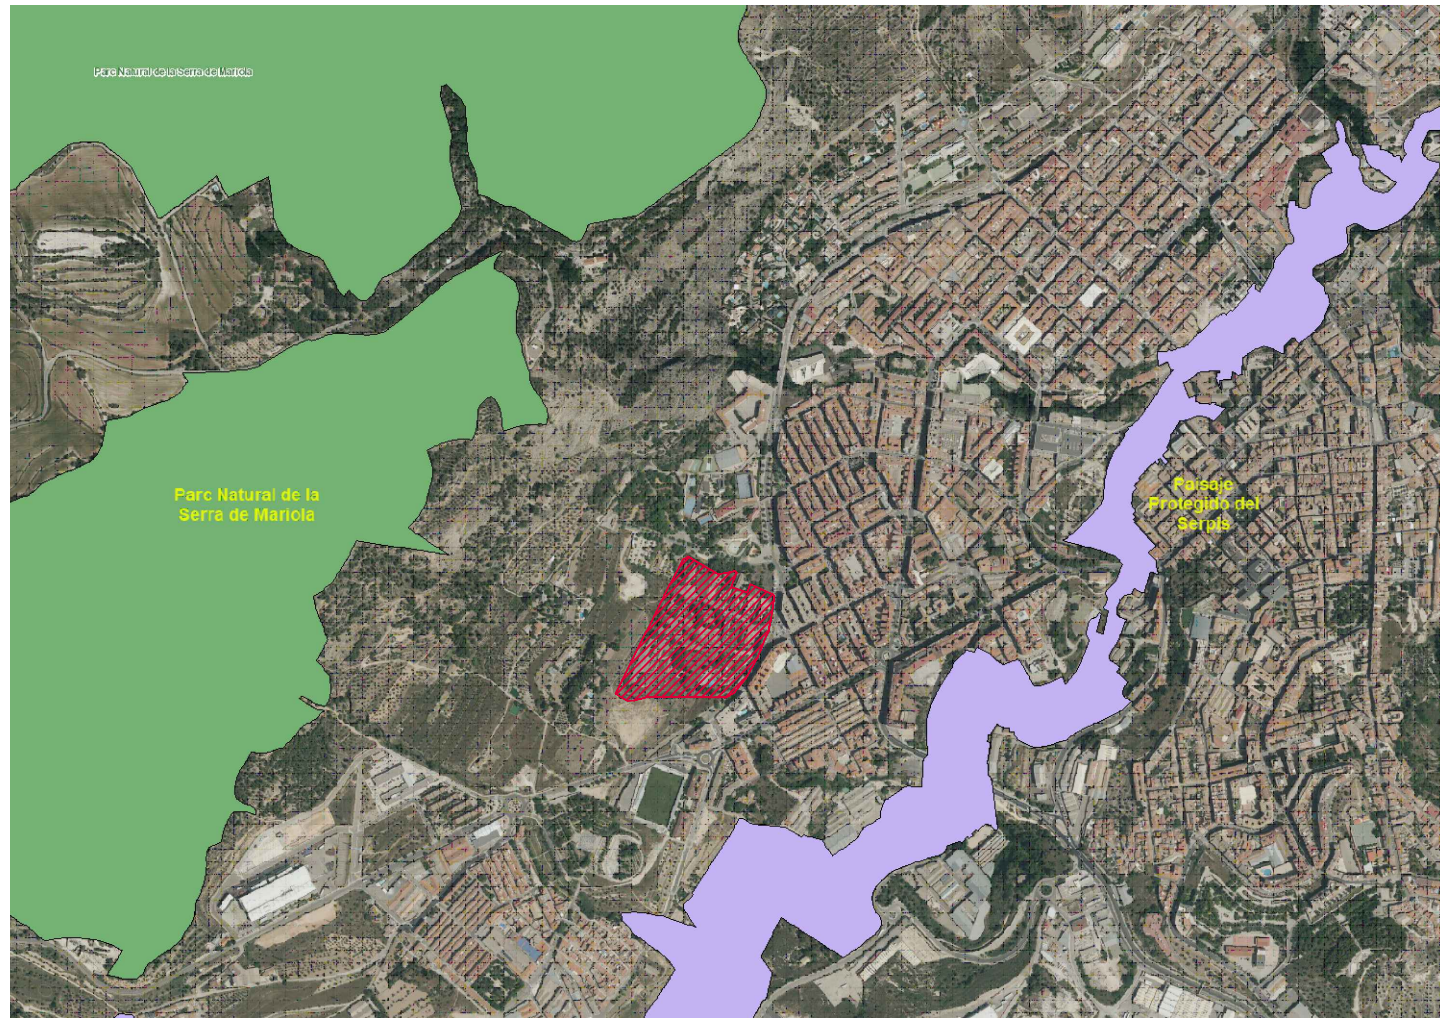 Parc Natural de la Serra de Mariola
Parc Natural de la
Serra de Mariola
Paisaje
Protegido del
Serpis